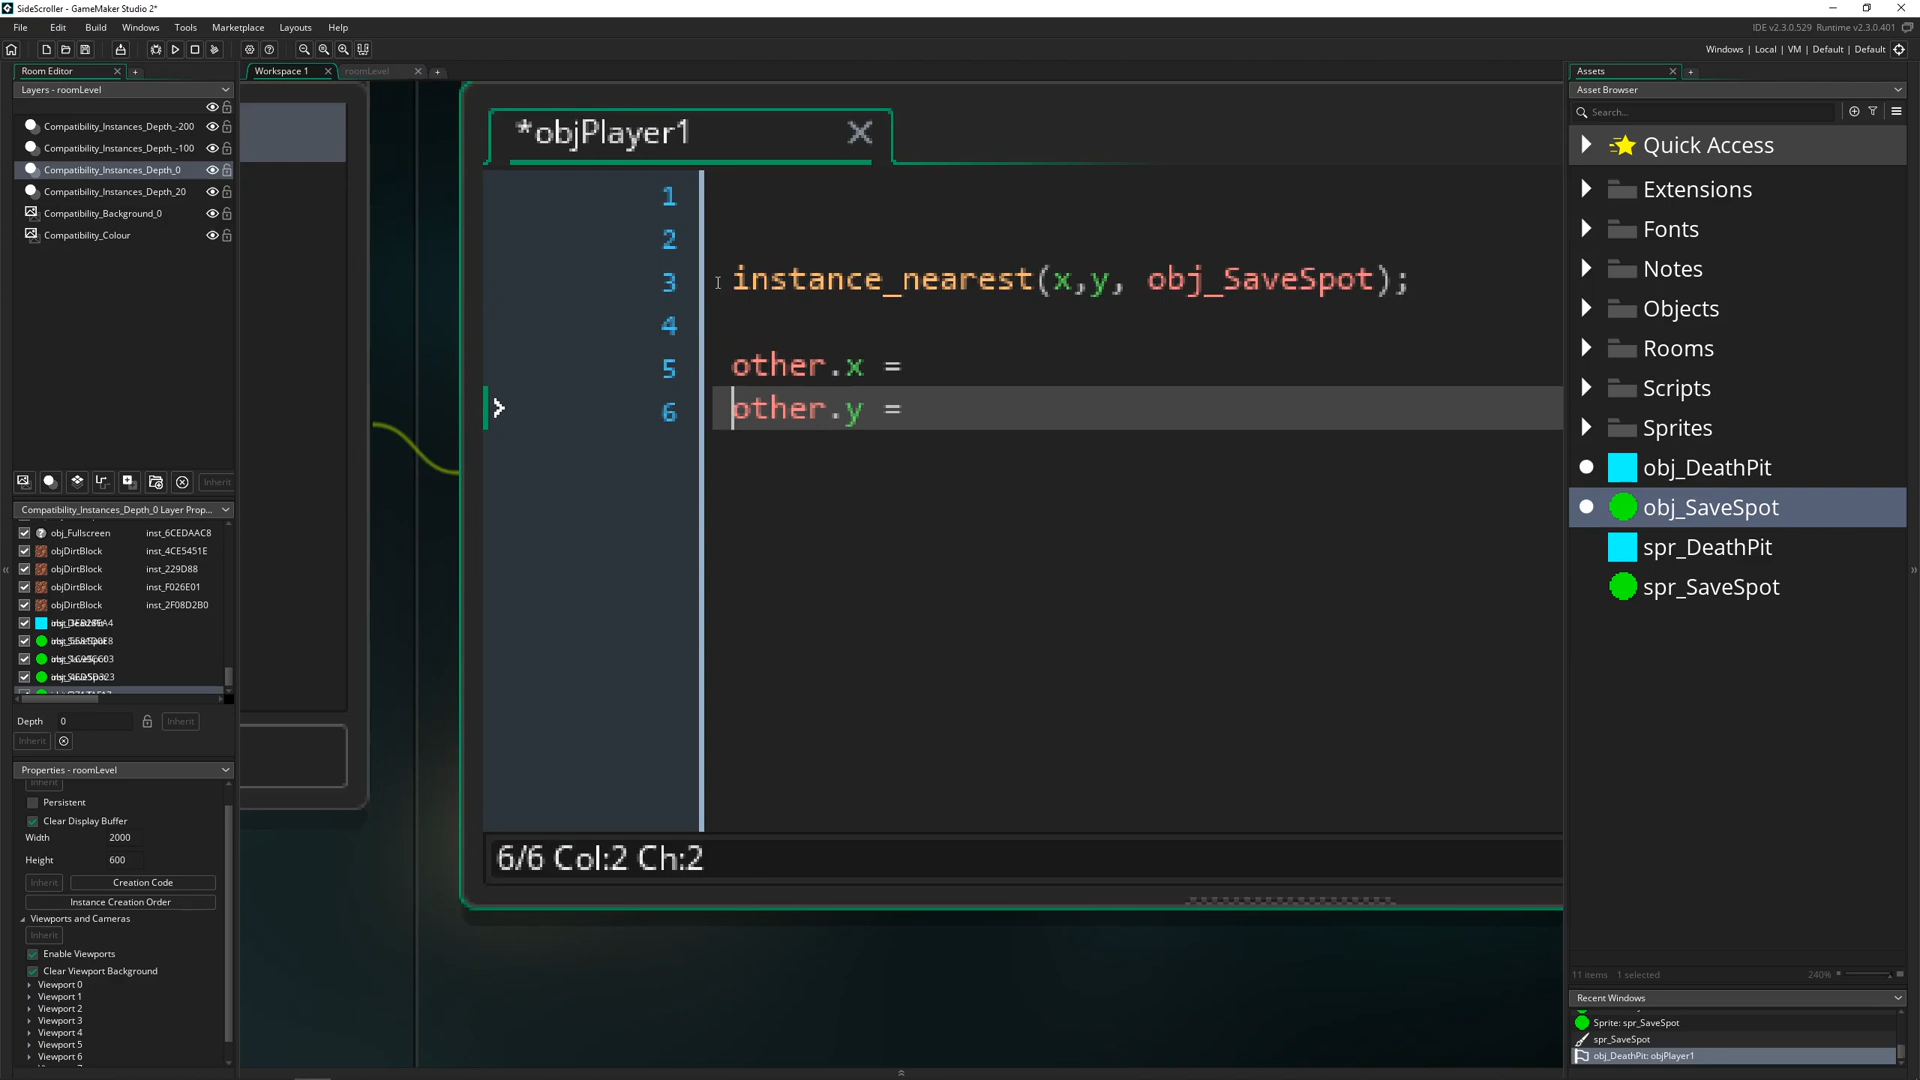 SideScroller - GameMaker Studio 2*
File Edit Build Windows Tools Marketplace Layouts Help
IDE v2.3.0.529 Runtime v2.3.0.401
Windows | Local | VM | Default | Default
Room Editor
Layers - roomLevel
Compatibility_Instances_Depth_-200
Compatibility_Instances_Depth_-100
Compatibility_Instances_Depth_0
Compatibility_Instances_Depth_20
Compatibility_Background_0
Compatibility_Colour
Inherit
Compatibility_Instances_Depth_0 Layer Prop...
obj_Fullscreen inst_6CEDAAC8
objDirtBlock inst_4CE5451E
objDirtBlock inst_229D88
objDirtBlock inst_F026E01
objDirtBlock inst_2F08D2B0
Depth 0 Inherit
Inherit
Properties - roomLevel
Inherit
Persistent
Clear Display Buffer
Width 2000
Height 600
Inherit Creation Code
Instance Creation Order
Viewports and Cameras
Inherit
Enable Viewports
Clear Viewport Background
Viewport 0
Viewport 1
Viewport 2
Viewport 3
Viewport 4
Viewport 5
Viewport 6
Workspace 1 roomLevel
*objPlayer1
1
2
3 instance_nearest(x,y, obj_SaveSpot);
4
5 other.x =
6 other.y =
6/6 Col:2 Ch:2
Assets
Asset Browser
Search...
Quick Access
Extensions
Fonts
Notes
Objects
Rooms
Scripts
Sprites
obj_DeathPit
obj_SaveSpot
spr_DeathPit
spr_SaveSpot
11 items 1 selected 240%
Recent Windows
Sprite: spr_SaveSpot
spr_SaveSpot
obj_DeathPit: objPlayer1